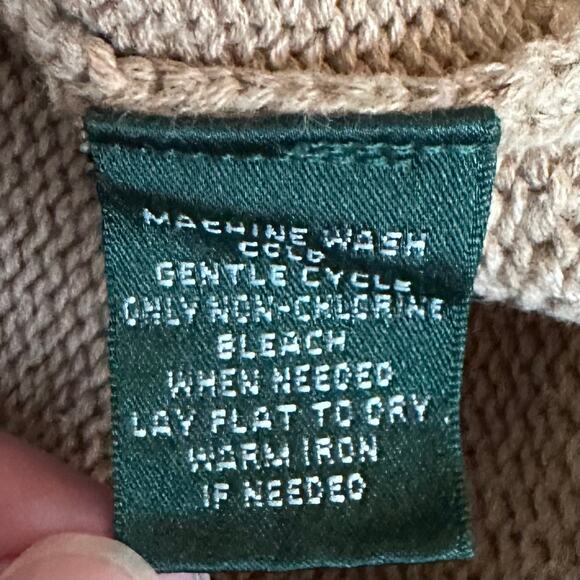 MACHINE WASH
COLD
GENTLE CYCLE
ONLY NON-CHLORINE
BLEACH
WHEN NEEDED
LAY FLAT TO DRY
WARM IRON
IF NEEDED